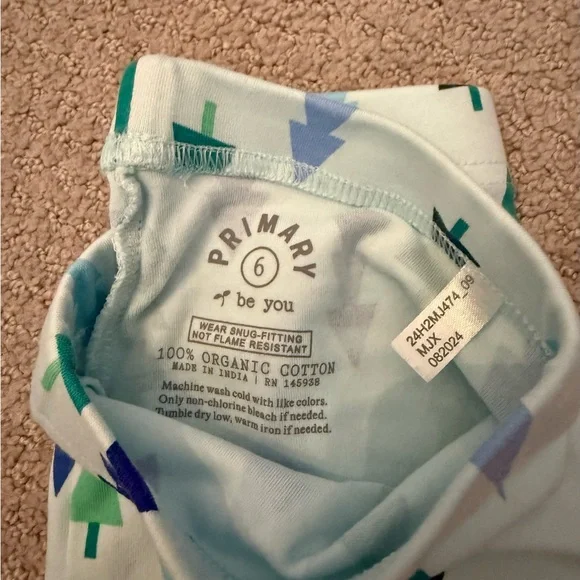 PRIMARY
6
be you
WEAR SNUG-FITTING
NOT FLAME RESISTANT
100% ORGANIC COTTON
MADE IN INDIA | RN 145938
Machine wash cold with like colors.
Only non-chlorine bleach if needed.
Tumble dry low, warm iron if needed.
24H2MJ474_09
MJX
082024